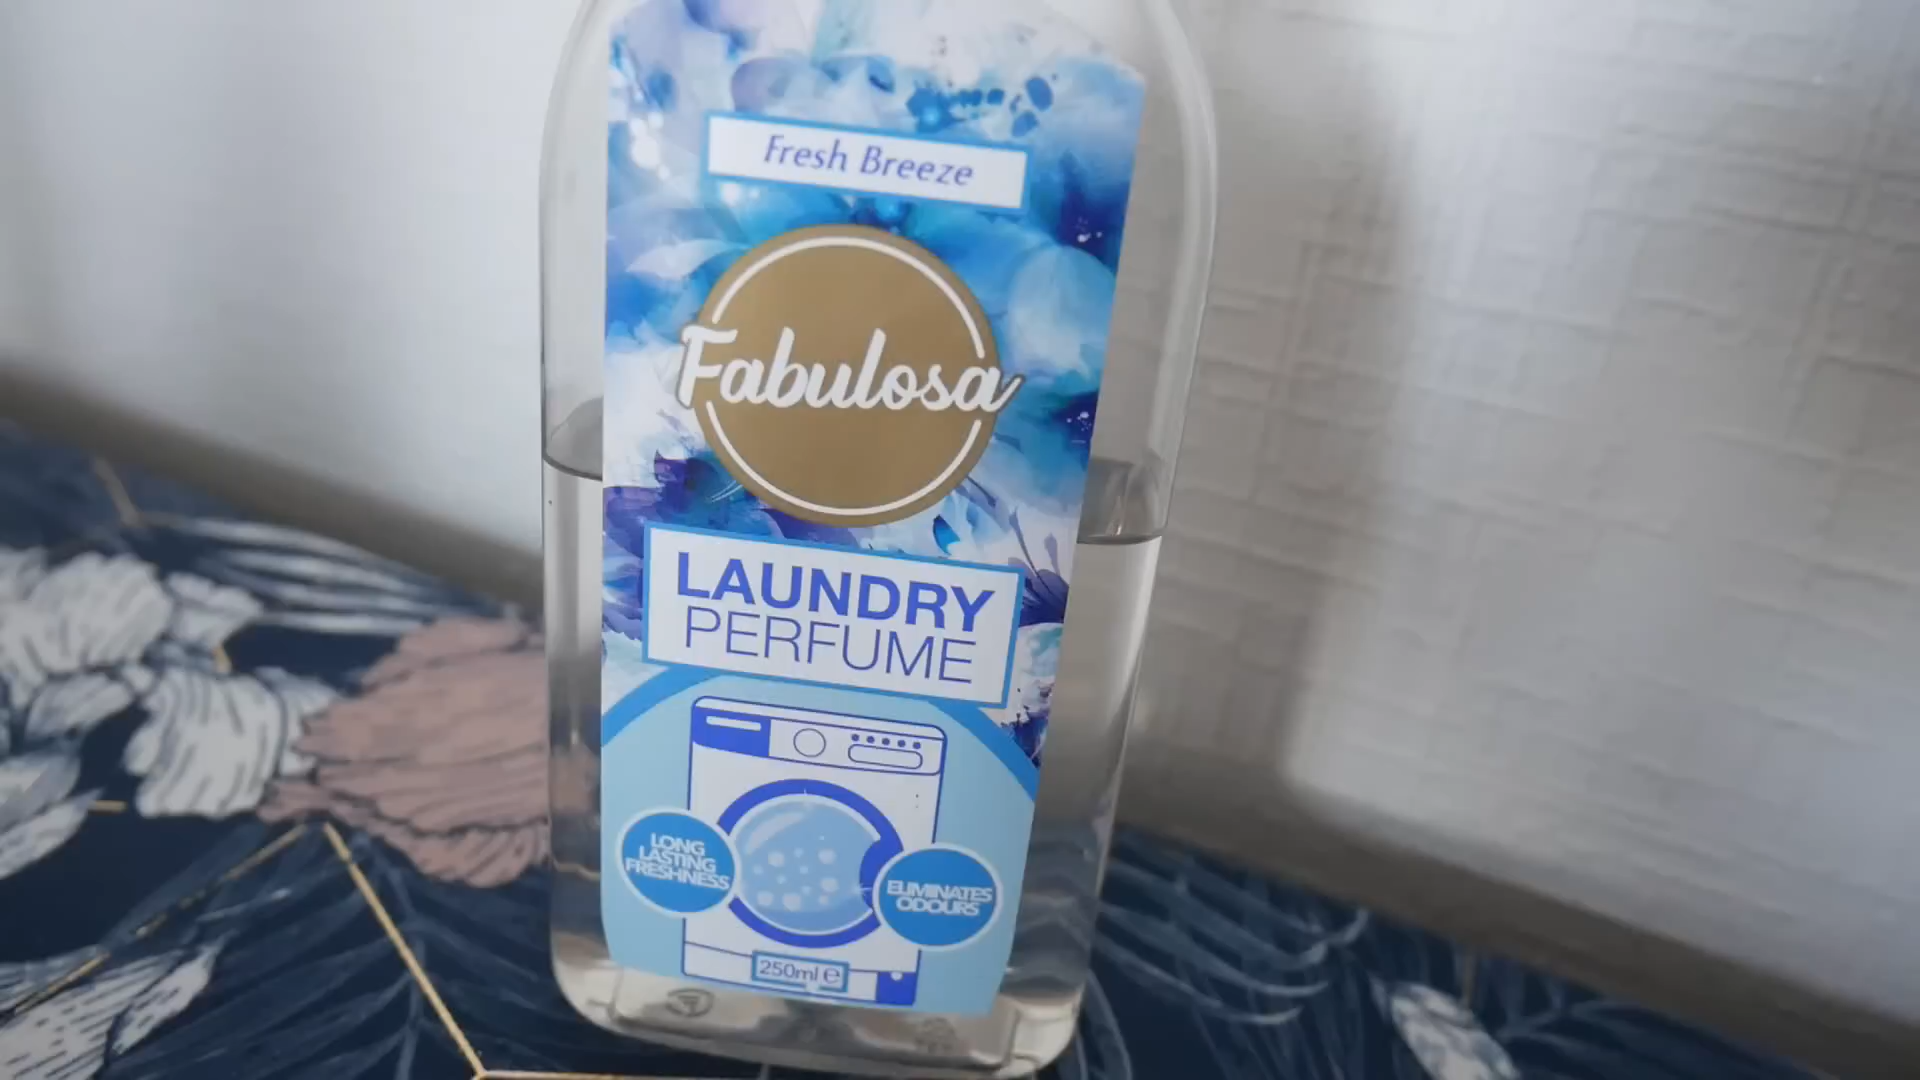 Fresh Breeze
Fabulosa
LAUNDRY
PERFUME
LONG
LASTING
FRESHNESS
ELIMINATES
ODOURS
250ml ℮